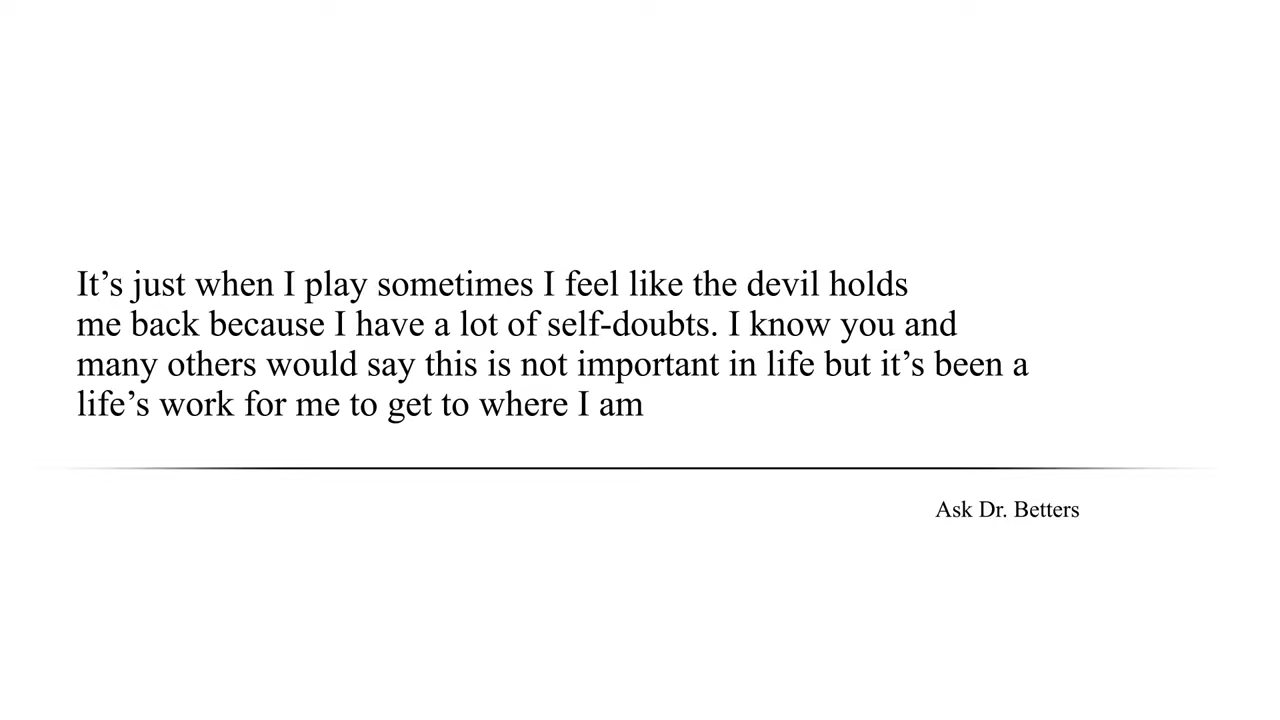 It’s just when I play sometimes I feel like the devil holds
me back because I have a lot of self-doubts. I know you and
many others would say this is not important in life but it’s been a
life’s work for me to get to where I am
Ask Dr. Betters